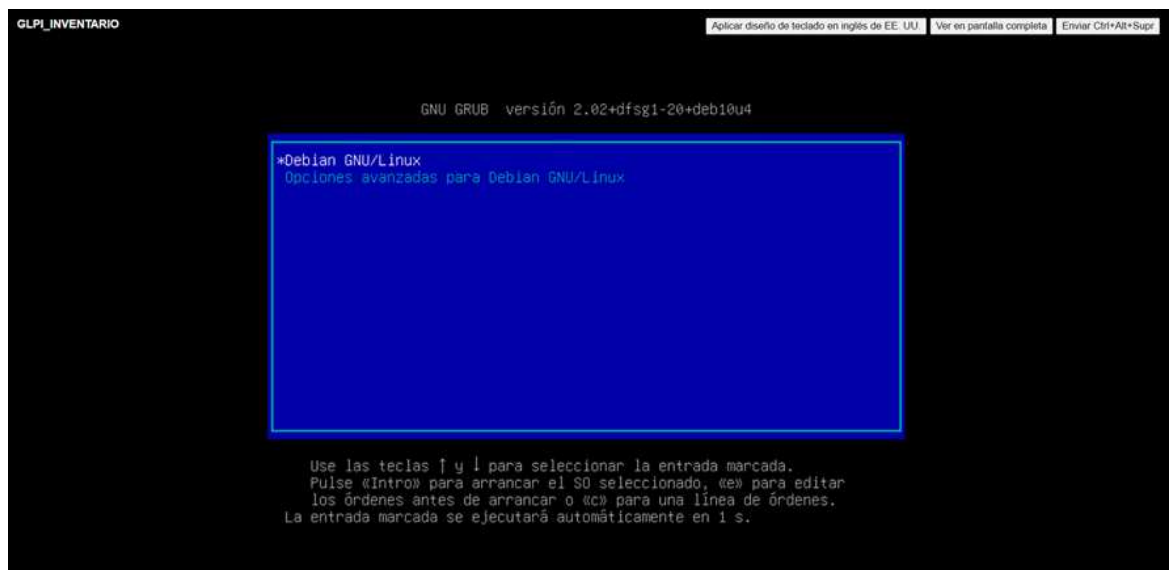 GLPI_INVENTARIO
Aplicar diseño de teclado en inglés de EE. UU. Ver en pantalla completa Enviar Ctrl+Alt+Supr
GNU GRUB versión 2.02+dfsg1-20+deb10u4
*Debian GNU/Linux
Opciones avanzadas para Debian GNU/Linux
Use las teclas ↑ y ↓ para seleccionar la entrada marcada.
Pulse «Intro» para arrancar el SO seleccionado, «e» para editar
los órdenes antes de arrancar o «c» para una línea de órdenes.
La entrada marcada se ejecutará automáticamente en 1 s.